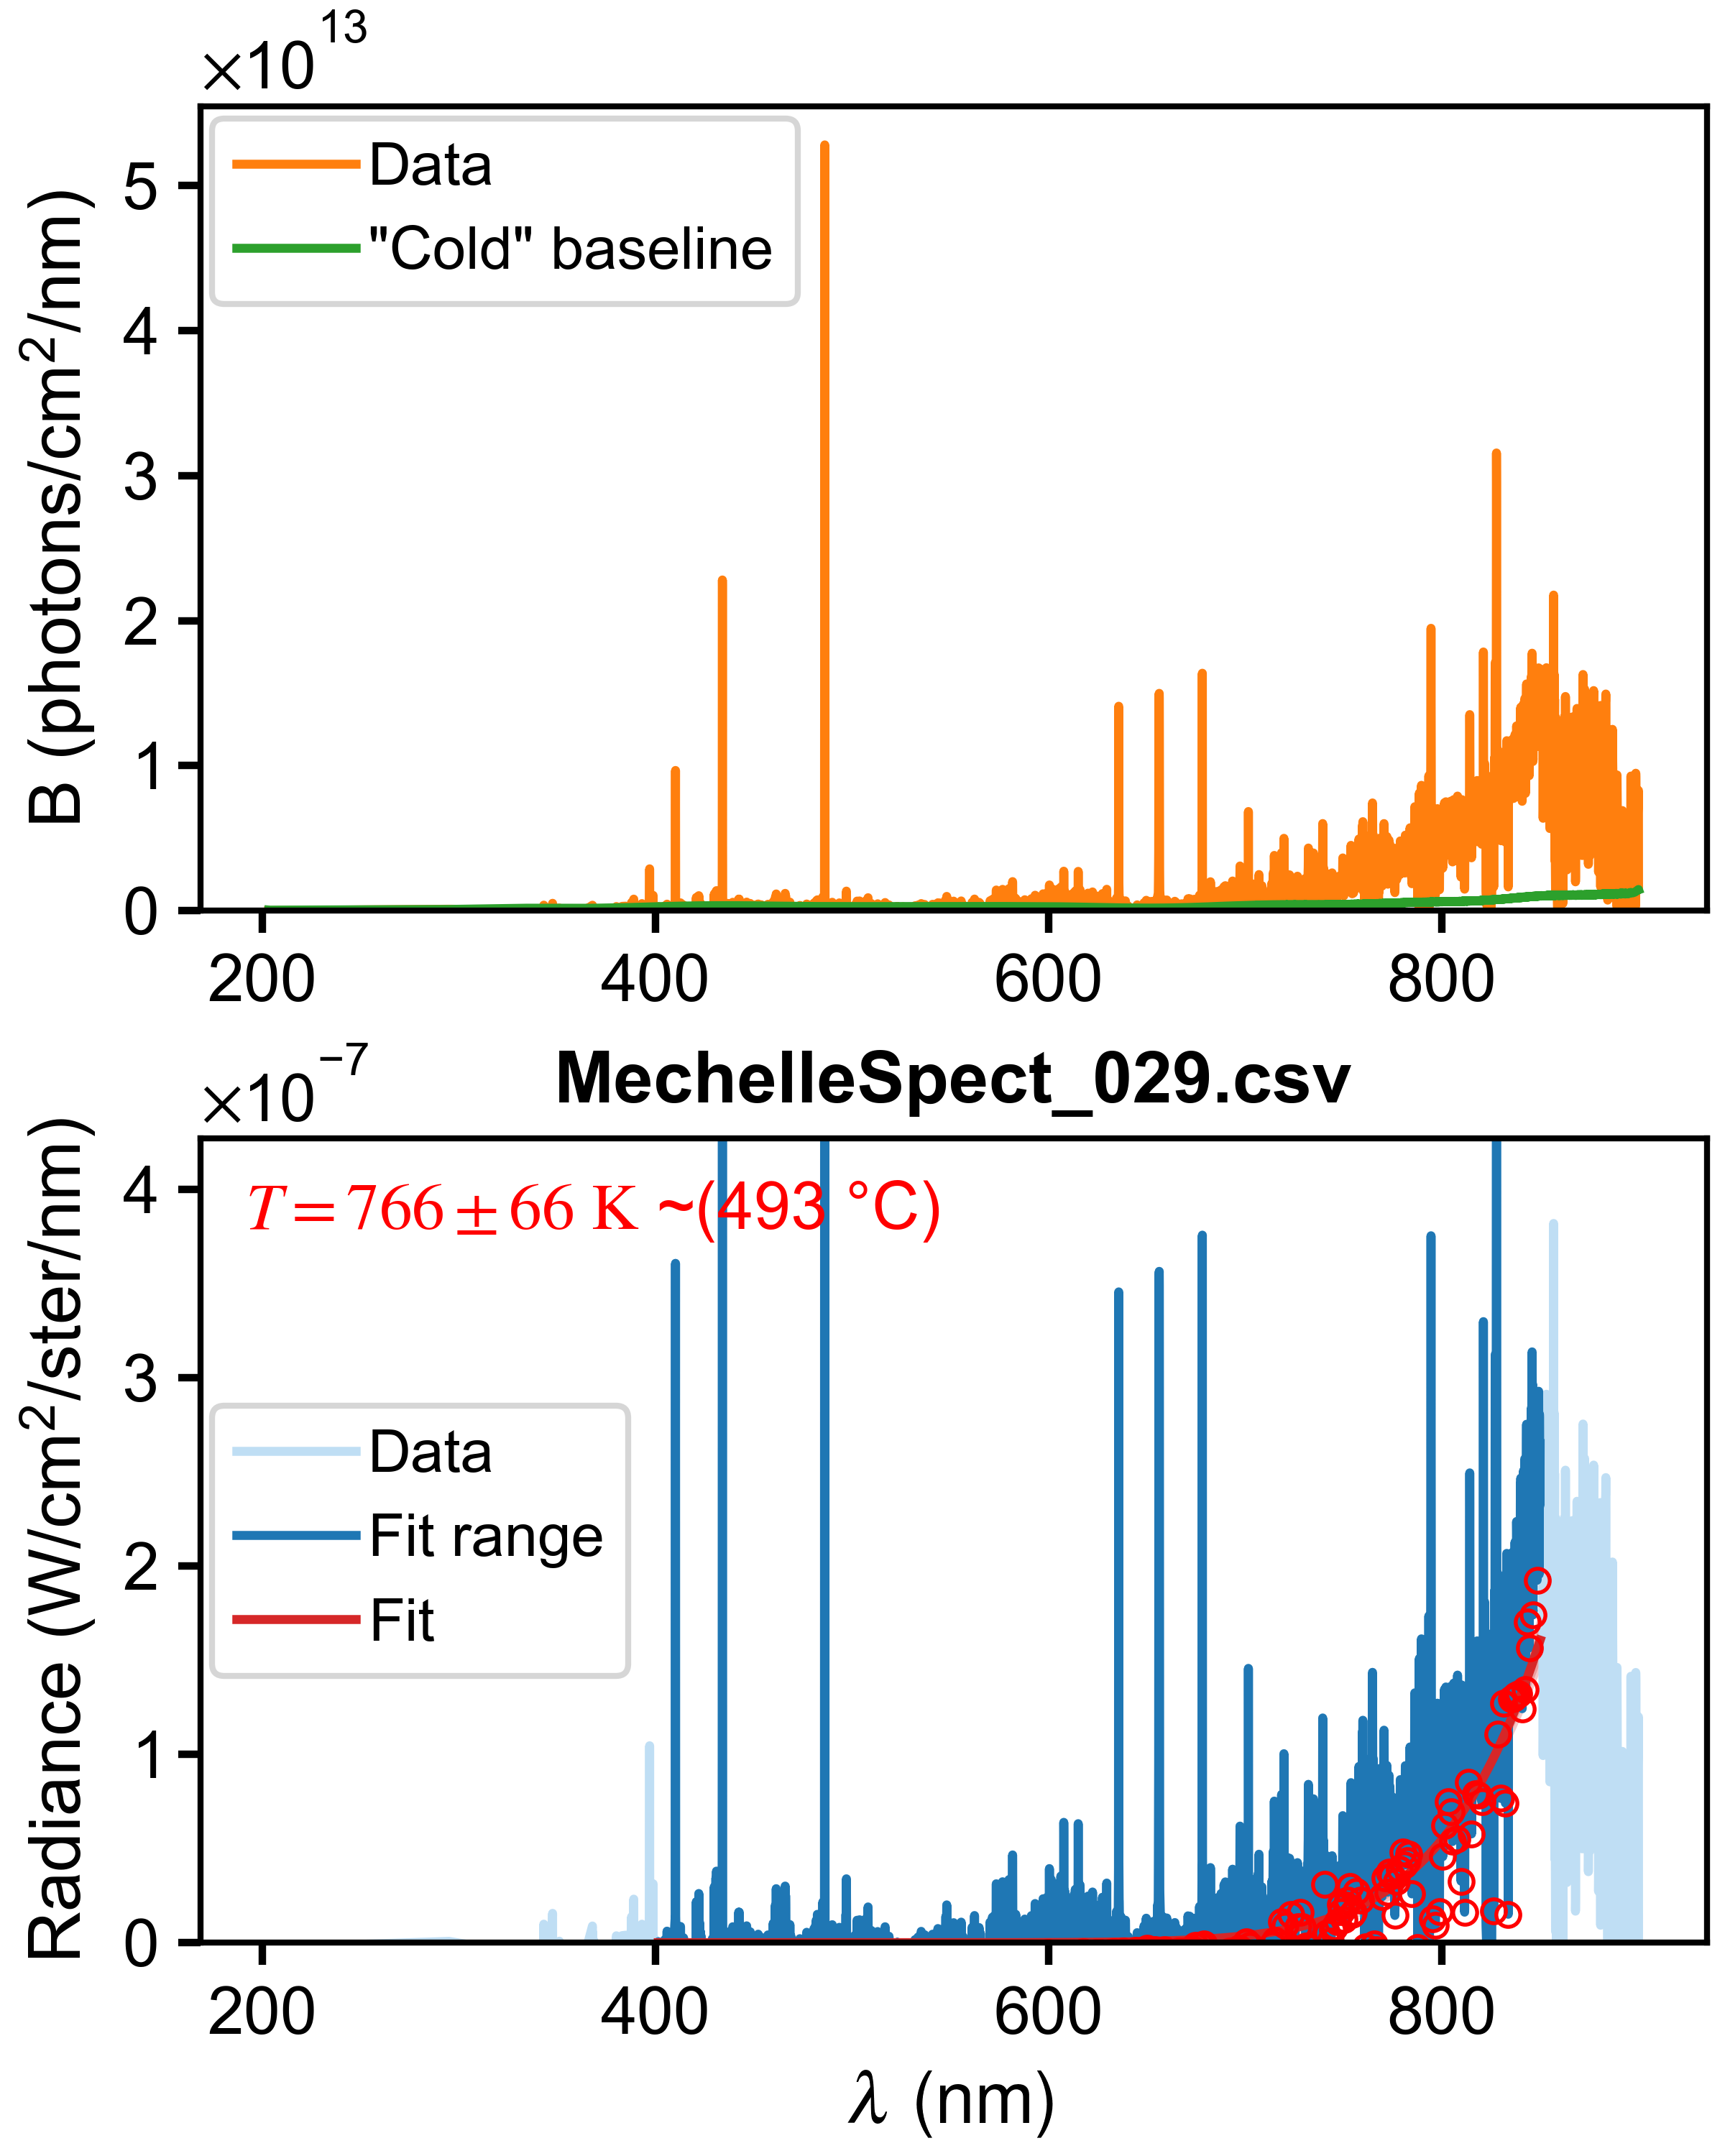 ×10¹³
B (photons/cm²/nm)
5
4
3
2
1
0
Data
"Cold" baseline
200 400 600 800
×10⁻⁷
MechelleSpect_029.csv
Radiance (W/cm²/ster/nm)
4
3
2
1
0
T = 766 ± 66 K ~(493 °C)
Data
Fit range
Fit
200 400 600 800
λ (nm)